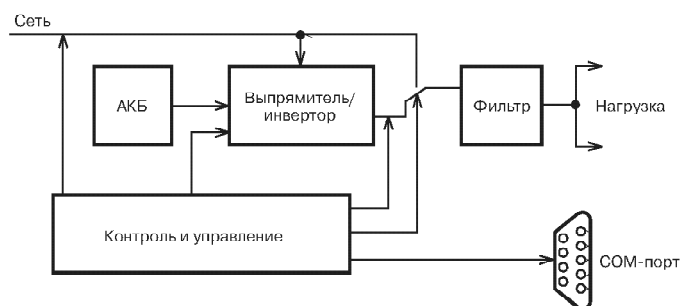 Сеть
АКБ
Выпрямитель/
инвертор
Фильтр
Нагрузка
Контроль и управление
COM-порт